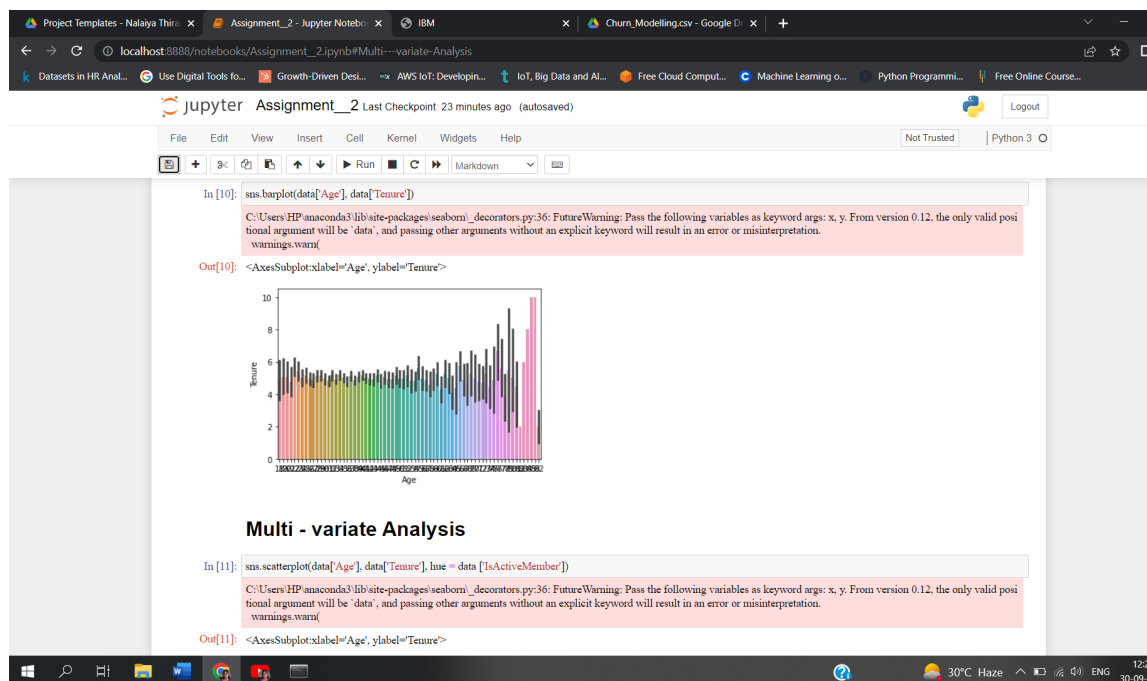 Project Templates - Nalaiya Thira
Assignment_2 - Jupyter Noteboo
IBM
Churn_Modelling.csv - Google Dr
localhost:8888/notebooks/Assignment__2.ipynb#Multi---variate-Analysis
Datasets in HR Anal...
Use Digital Tools fo...
Growth-Driven Desi...
AWS IoT: Developin...
IoT, Big Data and AI...
Free Cloud Comput...
Machine Learning o...
Python Programmi...
Free Online Course...
jupyter Assignment__2 Last Checkpoint: 23 minutes ago (autosaved)
Logout
File Edit View Insert Cell Kernel Widgets Help
Not Trusted
Python 3
Run
Markdown
In [10]: sns.barplot(data['Age'], data['Tenure'])
C:\Users\HP\anaconda3\lib\site-packages\seaborn\_decorators.py:36: FutureWarning: Pass the following variables as keyword args: x, y. From version 0.12, the only valid posi
tional argument will be `data`, and passing other arguments without an explicit keyword will result in an error or misinterpretation.
warnings.warn(
Out[10]: <AxesSubplot:xlabel='Age', ylabel='Tenure'>
10
8
6
4
2
0
Tenure
Age
Multi - variate Analysis
In [11]: sns.scatterplot(data['Age'], data['Tenure'], hue = data ['IsActiveMember'])
C:\Users\HP\anaconda3\lib\site-packages\seaborn\_decorators.py:36: FutureWarning: Pass the following variables as keyword args: x, y. From version 0.12, the only valid posi
tional argument will be `data`, and passing other arguments without an explicit keyword will result in an error or misinterpretation.
warnings.warn(
Out[11]: <AxesSubplot:xlabel='Age', ylabel='Tenure'>
30°C Haze
ENG
12:2
30-09-